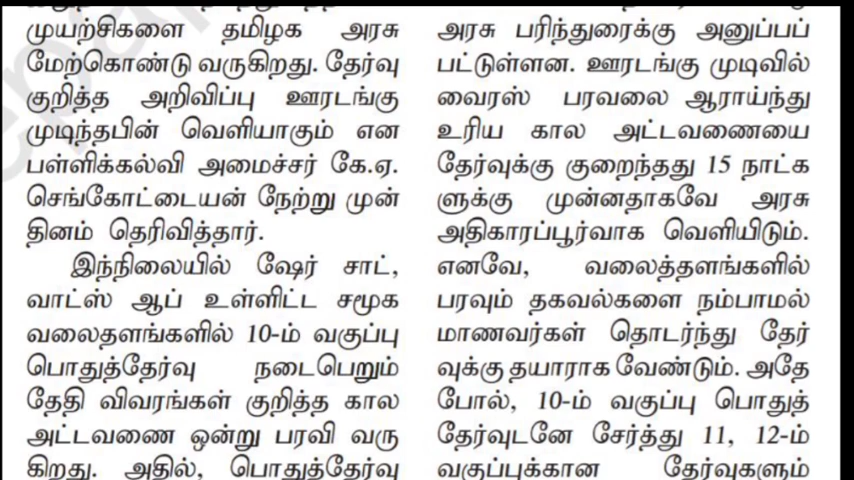 முயற்சிகளை தமிழக அரசு
மேற்கொண்டு வருகிறது. தேர்வு
குறித்த அறிவிப்பு ஊரடங்கு
முடிந்தபின் வெளியாகும் என
பள்ளிக்கல்வி அமைச்சர் கே.ஏ.
செங்கோட்டையன் நேற்று முன்
தினம் தெரிவித்தார்.
இந்நிலையில் ஷேர் சாட்,
வாட்ஸ் ஆப் உள்ளிட்ட சமூக
வலைதளங்களில் 10-ம் வகுப்பு
பொதுத்தேர்வு நடைபெறும்
தேதி விவரங்கள் குறித்த கால
அட்டவணை ஒன்று பரவி வரு
கிறது. அதில், பொதுத்தேர்வு
அரசு பரிந்துரைக்கு அனுப்பப்
பட்டுள்ளன. ஊரடங்கு முடிவில்
வைரஸ் பரவலை ஆராய்ந்து
உரிய கால அட்டவணையை
தேர்வுக்கு குறைந்தது 15 நாட்க
ளுக்கு முன்னதாகவே அரசு
அதிகாரப்பூர்வாக வெளியிடும்.
எனவே, வலைத்தளங்களில்
பரவும் தகவல்களை நம்பாமல்
மாணவர்கள் தொடர்ந்து தேர்
வுக்கு தயாராக வேண்டும். அதே
போல், 10-ம் வகுப்பு பொதுத்
தேர்வுடனே சேர்த்து 11, 12-ம்
வகுப்புக்கான தேர்வுகளும்